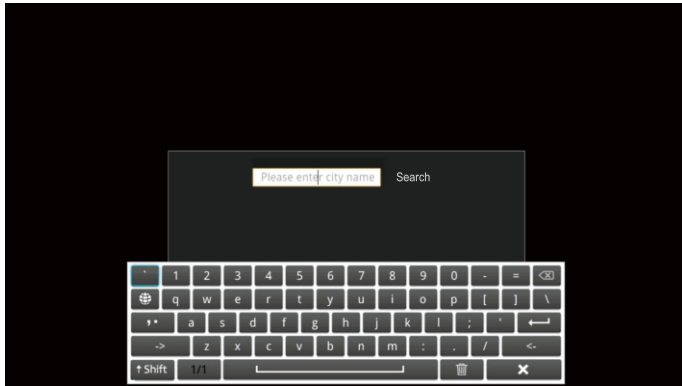 Please enter city name Search
` 1 2 3 4 5 6 7 8 9 0 - =
q w e r t y u i o p [ ] \
, . a s d f g h j k l ; '
-> z x c v b n m : . / <-
↑ Shift 1/1